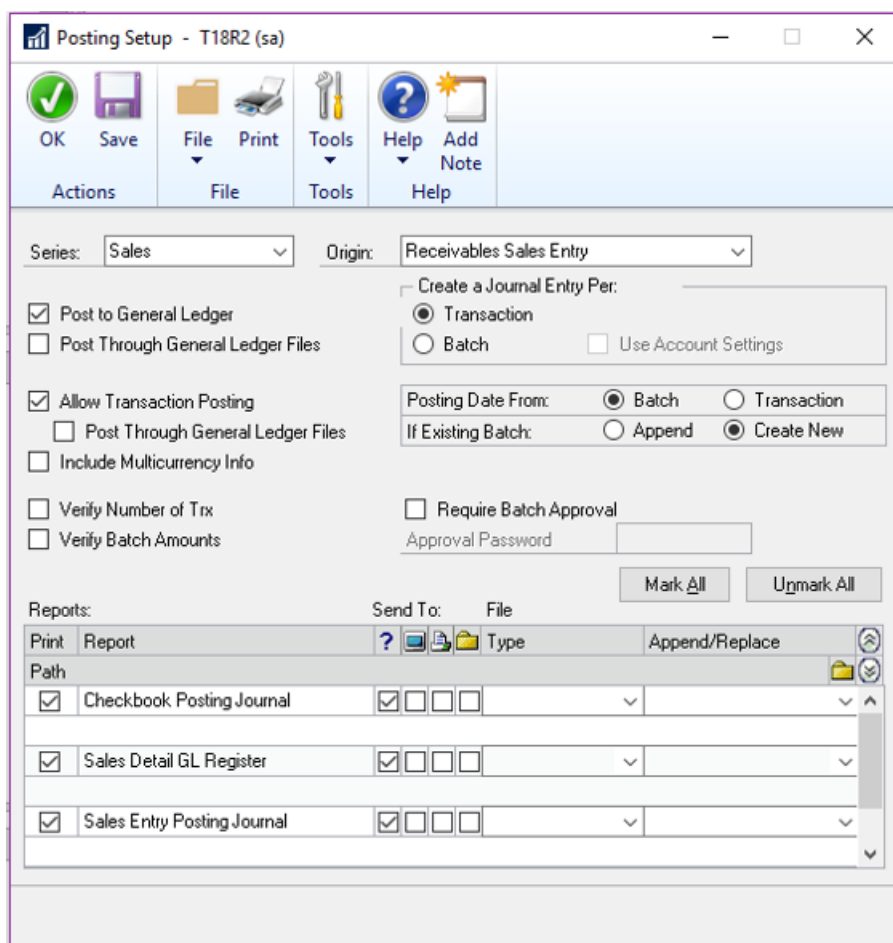 Posting Setup - T18R2 (sa)
OK Save File Print Tools Help Add Note
Actions File Tools Help
Series: Sales Origin: Receivables Sales Entry
Create a Journal Entry Per:
Post to General Ledger Transaction
Post Through General Ledger Files Batch Use Account Settings
Allow Transaction Posting Posting Date From: Batch Transaction
Post Through General Ledger Files If Existing Batch: Append Create New
Include Multicurrency Info
Verify Number of Trx Require Batch Approval
Verify Batch Amounts Approval Password
Mark All Unmark All
Reports: Send To: File
Print Report ? Type Append/Replace
Path
Checkbook Posting Journal
Sales Detail GL Register
Sales Entry Posting Journal